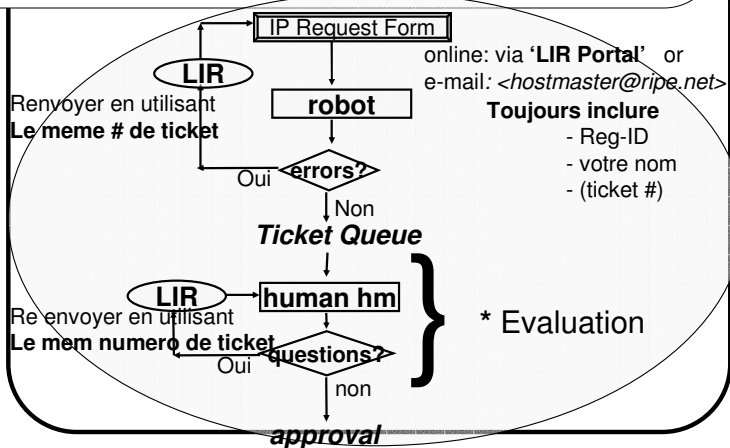 IP Request Form
online: via 'LIR Portal' or
e-mail: <hostmaster@ripe.net>
LIR
Renvoyer en utilisant
Le meme # de ticket
robot
Toujours inclure
- Reg-ID
- votre nom
- (ticket #)
errors?
Oui
Non
Ticket Queue
LIR
human hm
Re envoyer en utilisant
Le mem numero de ticket
* Evaluation
questions?
Oui
non
approval